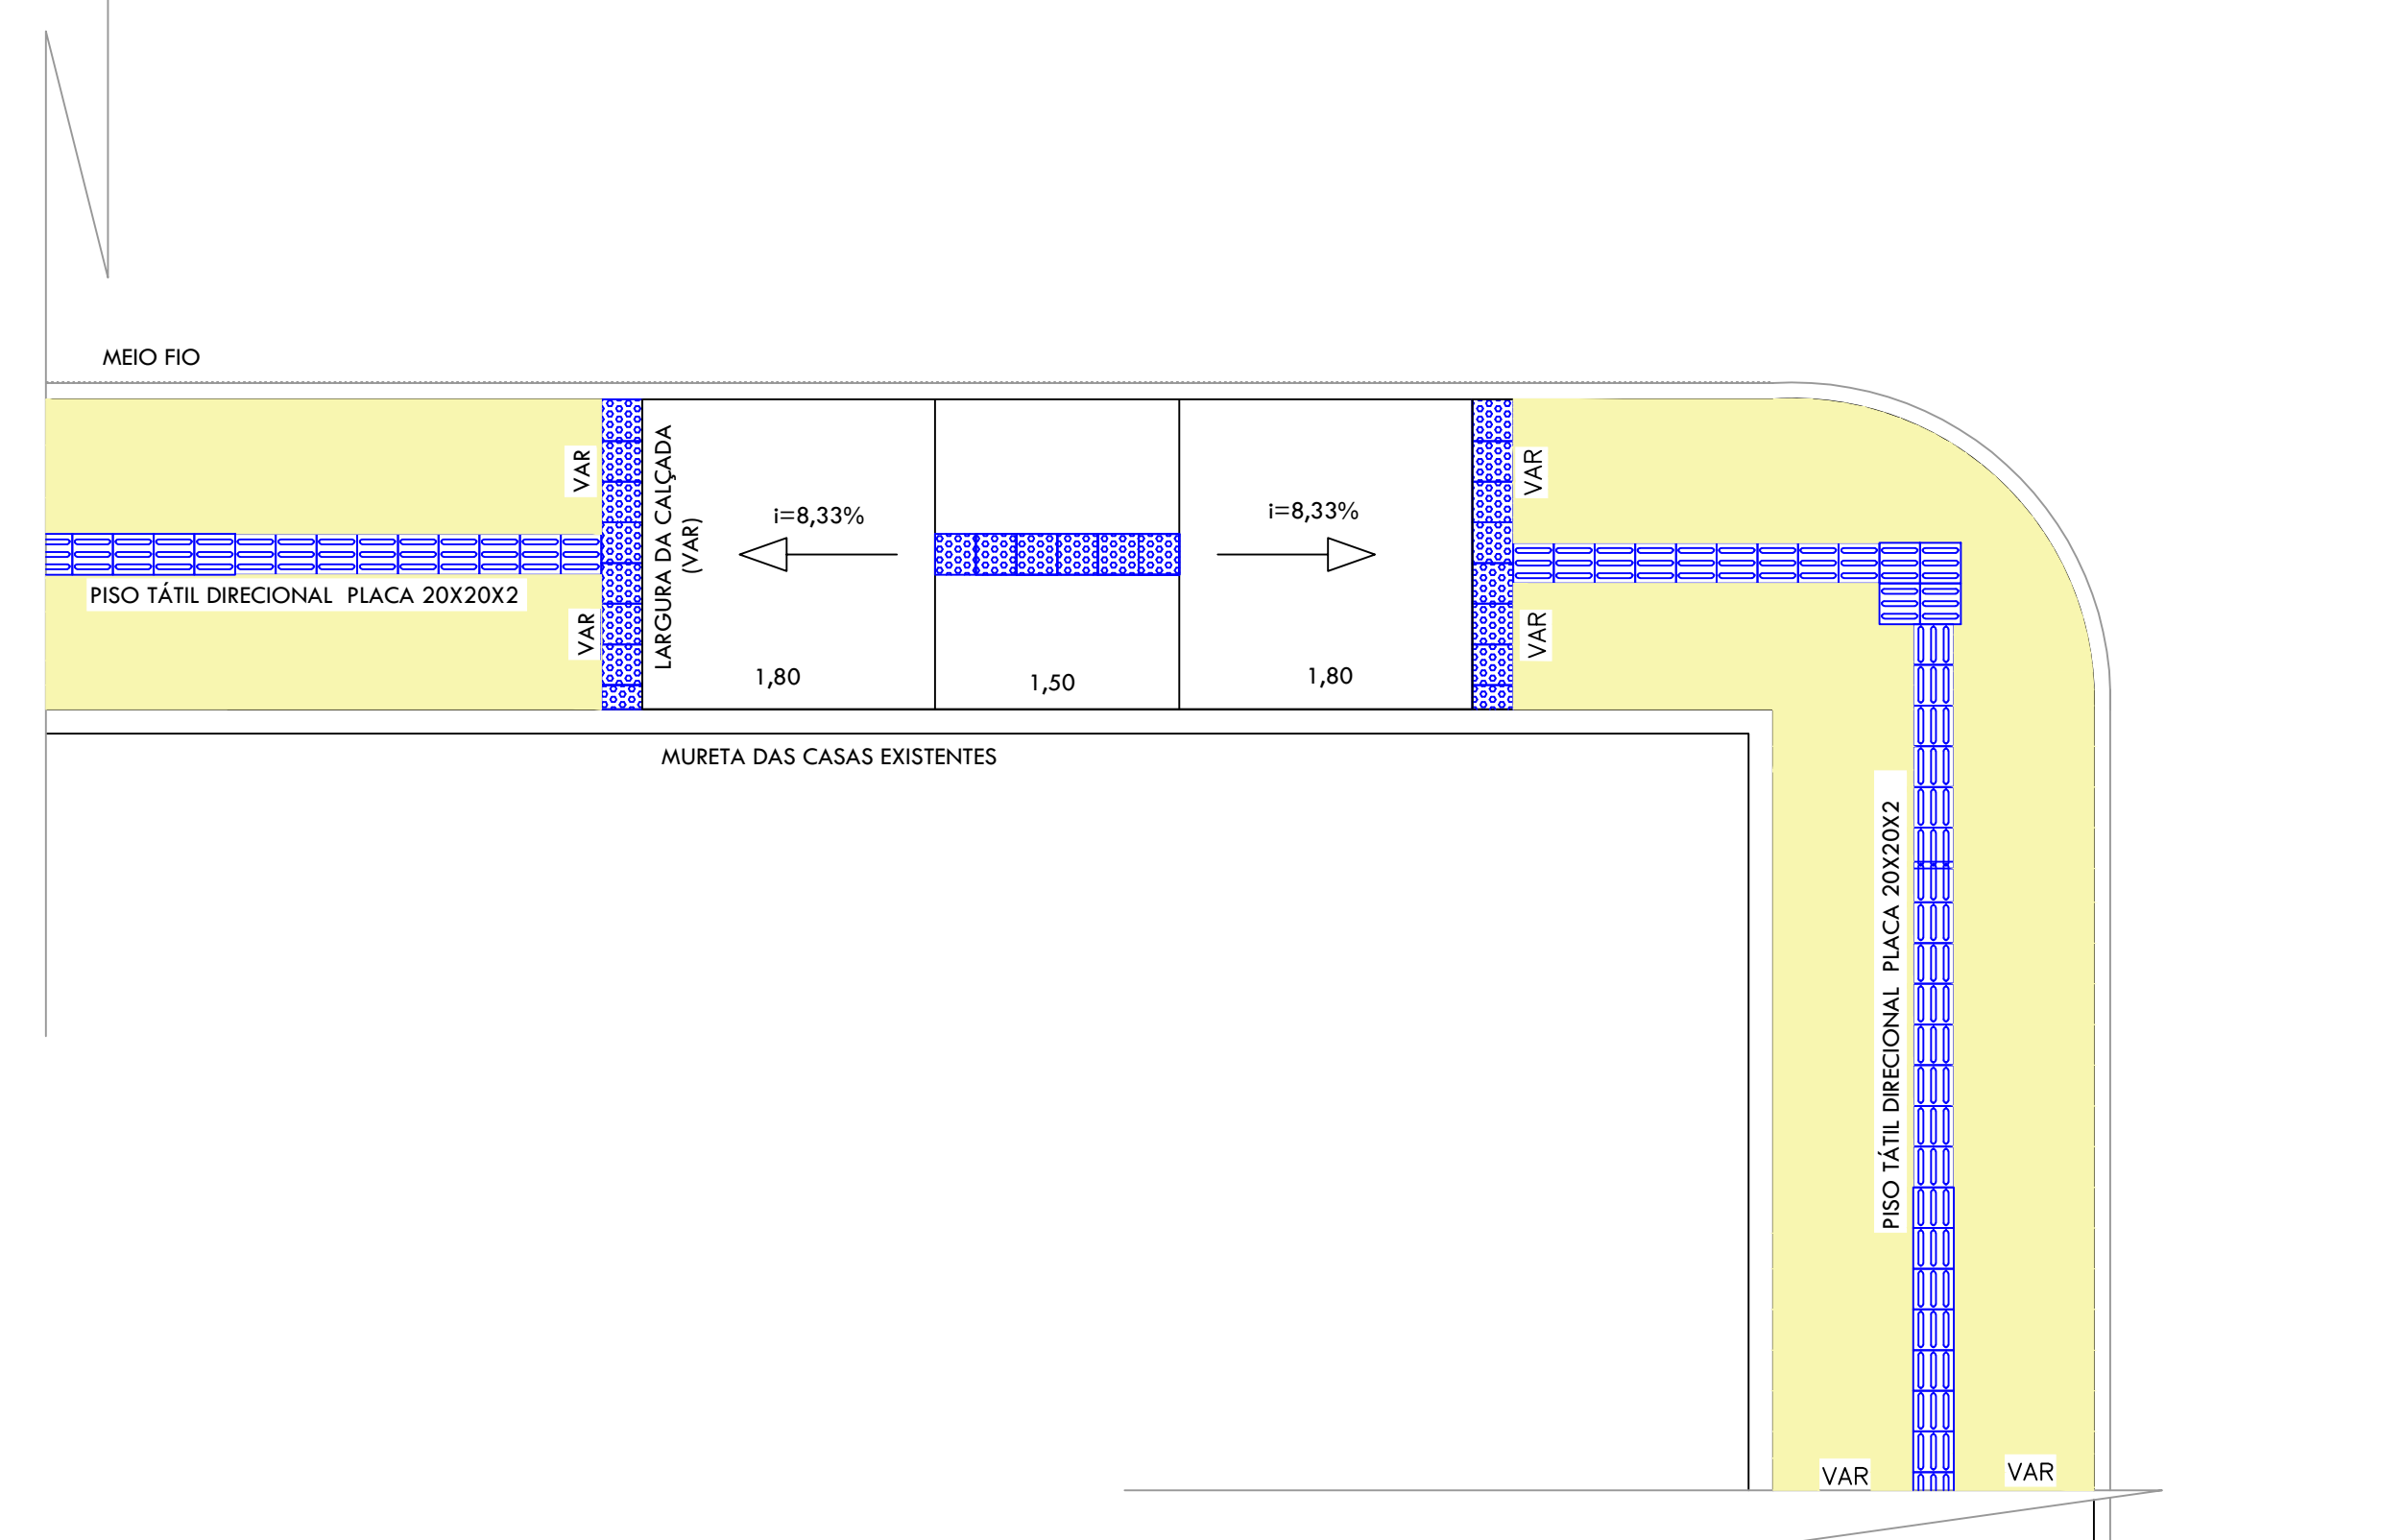 MEIO FIO
VAR
LARGURA DA CALÇADA
(VAR)
i=8,33%
i=8,33%
VAR
PISO TÁTIL DIRECIONAL PLACA 20X20X2
VAR
VAR
1,80
1,50
1,80
MURETA DAS CASAS EXISTENTES
PISO TÁTIL DIRECIONAL PLACA 20X20X2
VAR
VAR